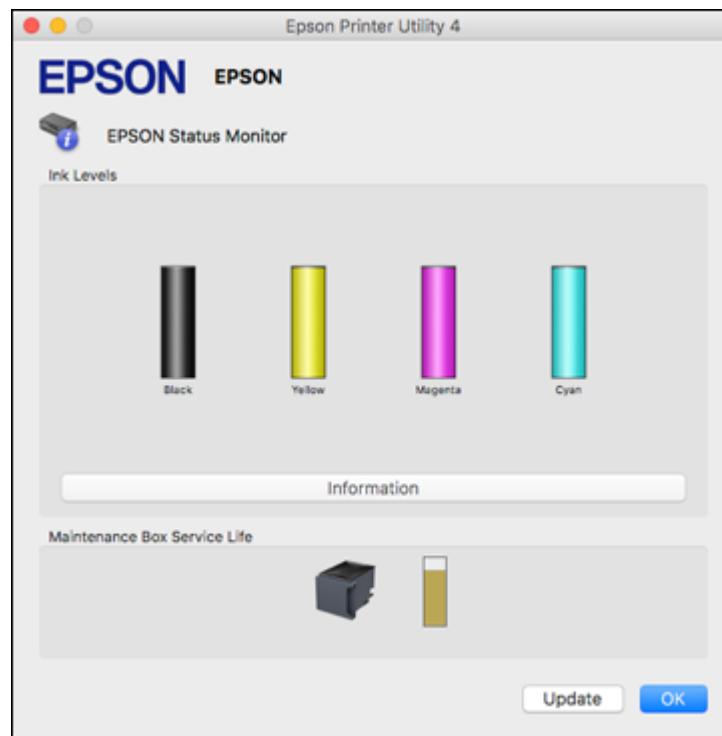 Epson Printer Utility 4
EPSON EPSON
EPSON Status Monitor
Ink Levels
Black Yellow Magenta Cyan
Information
Maintenance Box Service Life
Update OK